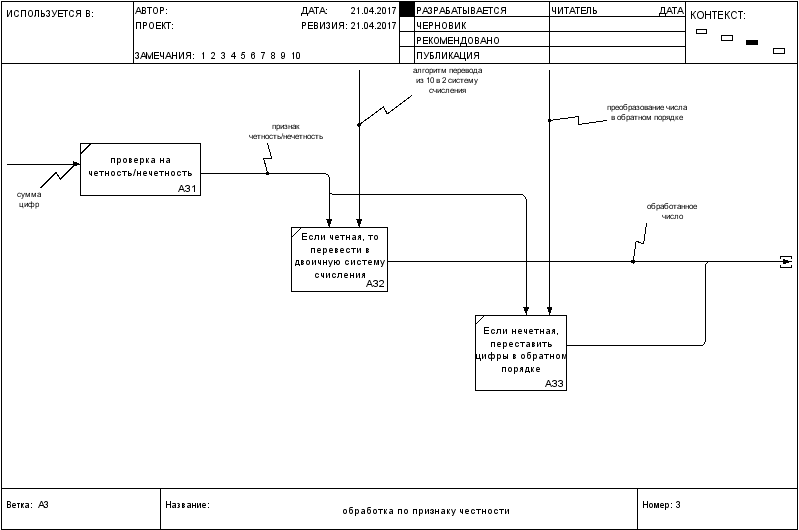 ИСПОЛЬЗУЕТСЯ В:
АВТОР:
ДАТА: 21.04.2017
ПРОЕКТ:
РЕВИЗИЯ: 21.04.2017
ЗАМЕЧАНИЯ: 1 2 3 4 5 6 7 8 9 10
РАЗРАБАТЫВАЕТСЯ
ЧЕРНОВИК
РЕКОМЕНДОВАНО
ПУБЛИКАЦИЯ
ЧИТАТЕЛЬ
ДАТА
КОНТЕКСТ:
алгоритм перевода
из 10 в 2 систему
счисления
преобразование числа
в обратном порядке
признак
четность/нечетность
проверка на
четность/нечетность
А31
сумма
цифр
обработанное
число
Если четная, то
перевести в
двоичную систему
счисления
А32
Если нечетная,
переставить
цифры в обратном
порядке
А33
Ветка: А3
Название:
обработка по признаку честности
Номер: 3